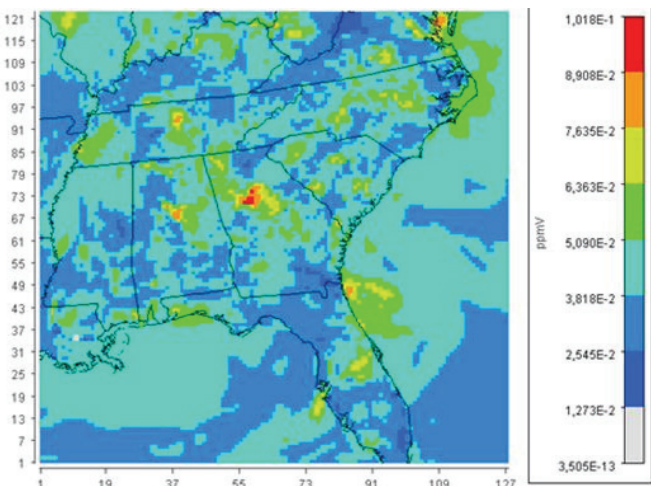 121
115
109
103
97
91
85
79
73
67
61
55
49
43
37
31
25
19
13
7
1
1
19
37
55
73
91
109
127
ppmV
1,018E-1
8,908E-2
7,635E-2
6,363E-2
5,090E-2
3,818E-2
2,545E-2
1,273E-2
3,505E-13